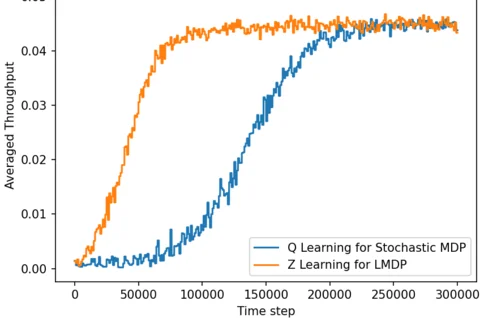 0.04
0.03
0.02
0.01
0.00
Averaged Throughput
Q Learning for Stochastic MDP
Z Learning for LMDP
0 50000 100000 150000 200000 250000 300000
Time step